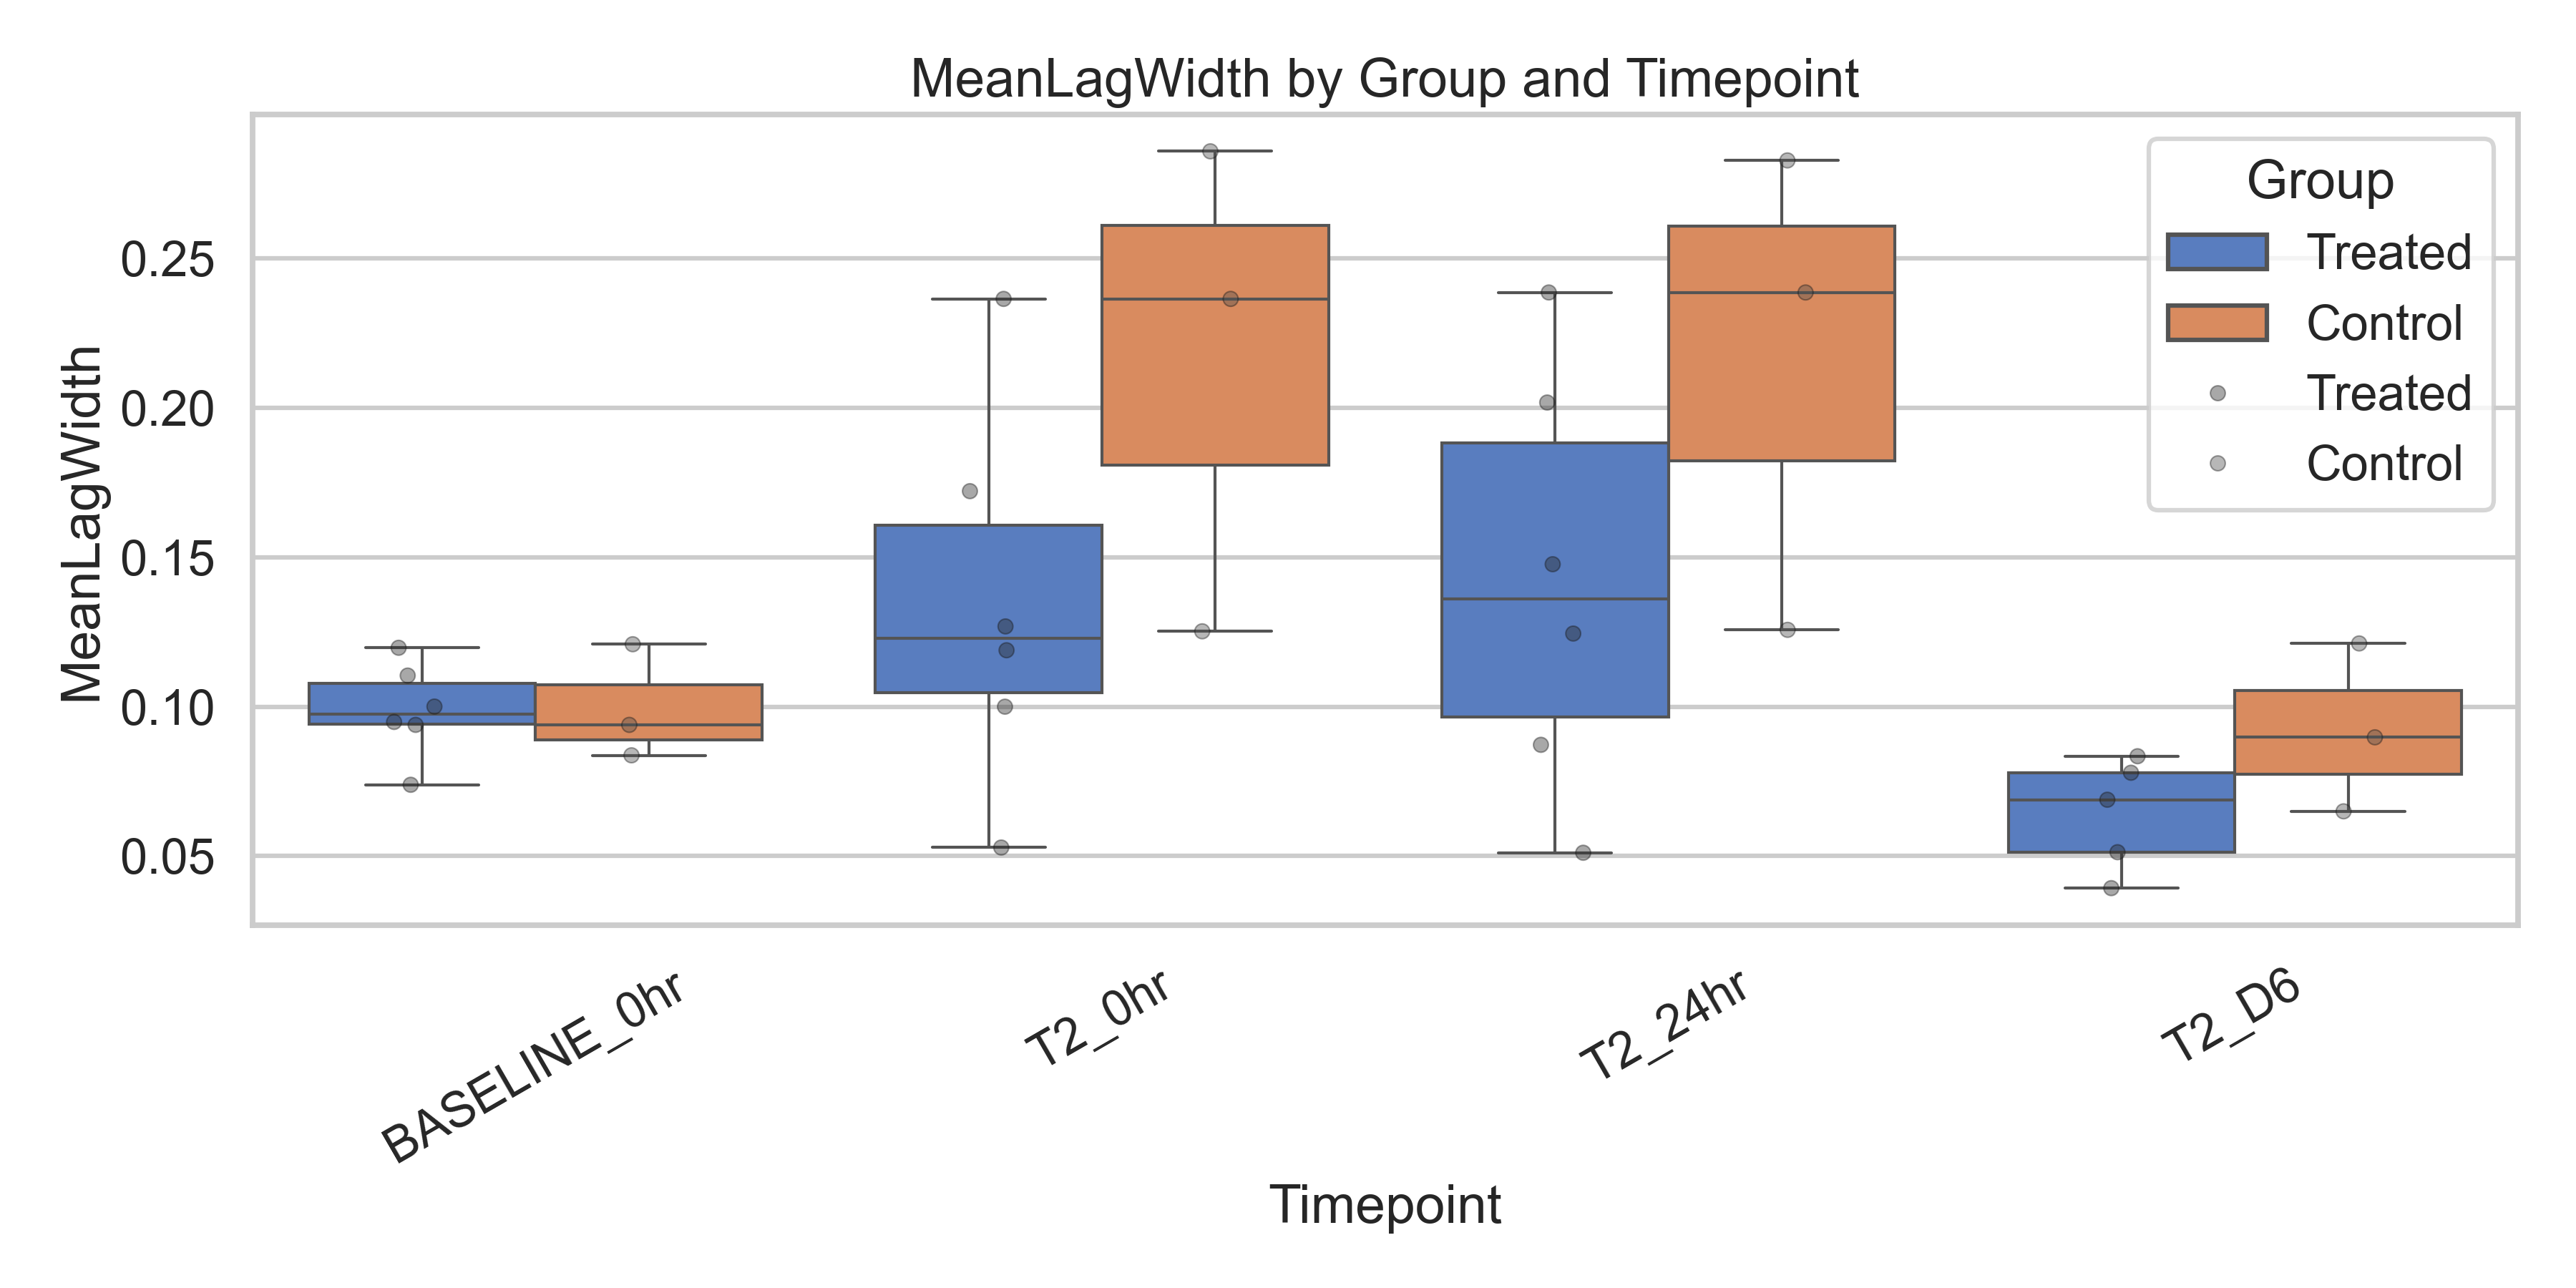 MeanLagWidth by Group and Timepoint
MeanLagWidth
0.25
0.20
0.15
0.10
0.05
Group
Treated
Control
Treated
Control
BASELINE_0hr
T2_0hr
T2_24hr
T2_D6
Timepoint